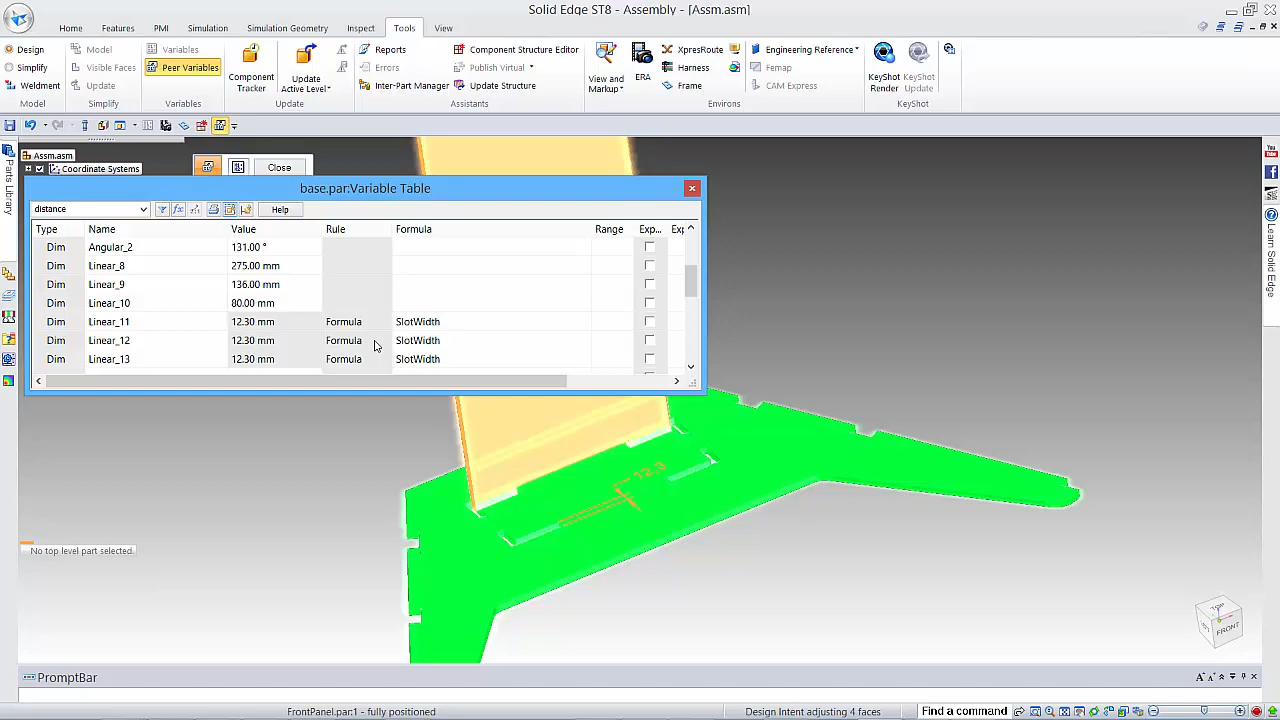 Solid Edge ST8 - Assembly - [Assm.asm]
Home Features PMI Simulation Simulation Geometry Inspect Tools View
Design Model Variables Reports Component Structure Editor XpresRoute Engineering Reference
Simplify Visible Faces Peer Variables Errors Publish Virtual Harness Femap
Weldment Update Inter-Part Manager Update Structure Frame CAM Express
Component Tracker
Update Active Level
View and Markup
ERA
KeyShot Render
KeyShot Update
Model Simplify Variables Update Assistants Environs KeyShot
Parts Library
Assm.asm
Coordinate Systems
Close
base.par:Variable Table
distance Help
Type Name Value Rule Formula Range Exp... Exp
Dim Angular_2 131.00 °
Dim Linear_8 275.00 mm
Dim Linear_9 136.00 mm
Dim Linear_10 80.00 mm
Dim Linear_11 12.30 mm Formula SlotWidth
Dim Linear_12 12.30 mm Formula SlotWidth
Dim Linear_13 12.30 mm Formula SlotWidth
12.3
No top level part selected.
TOP
FRONT
You Tube
Learn Solid Edge
PromptBar
FrontPanel.par:1 - fully positioned
Design Intent adjusting 4 faces
Find a command